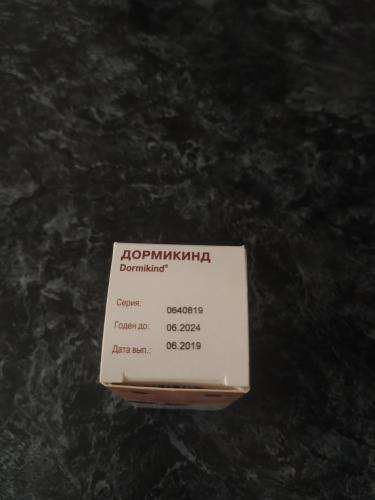 ДОРМИКИНД
Dormikind®
Серия: 0640819
Годен до: 06.2024
Дата вып.: 06.2019